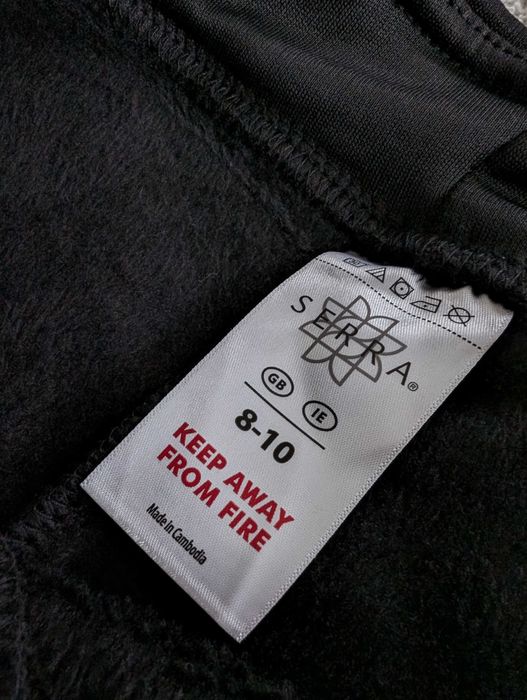 SERRA®
GB IE
8-10
KEEP AWAY
FROM FIRE
Made in Cambodia